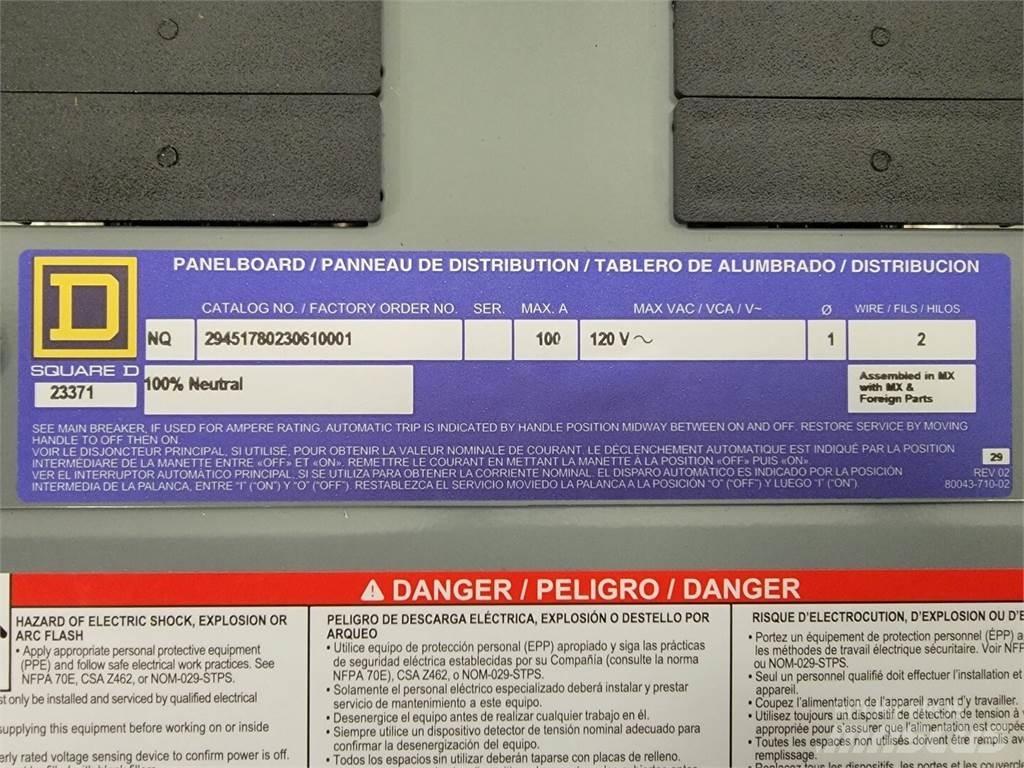 PANELBOARD / PANNEAU DE DISTRIBUTION / TABLERO DE ALUMBRADO / DISTRIBUCION
CATALOG NO. / FACTORY ORDER NO. SER. MAX. A MAX VAC / VCA / V~ Ø WIRE / FILS / HILOS
D
NQ 29451780230610001 100 120 V ～ 1 2
SQUARE D
23371
100% Neutral
Assembled in MX
with MX &
Foreign Parts
SEE MAIN BREAKER, IF USED FOR AMPERE RATING. AUTOMATIC TRIP IS INDICATED BY HANDLE POSITION MIDWAY BETWEEN ON AND OFF. RESTORE SERVICE BY MOVING
HANDLE TO OFF THEN ON.
VOIR LE DISJONCTEUR PRINCIPAL, SI UTILISÉ, POUR OBTENIR LA VALEUR NOMINALE DE COURANT. LE DÉCLENCHEMENT AUTOMATIQUE EST INDIQUÉ PAR LA POSITION
INTERMÉDIAIRE DE LA MANETTE ENTRE «OFF» ET «ON». REMETTRE LE COURANT EN METTANT LA MANETTE À LA POSITION «OFF» PUIS «ON».
VER EL INTERRUPTOR AUTOMÁTICO PRINCIPAL, SI SE UTILIZA PARA OBTENER LA CORRIENTE NOMINAL. EL DISPARO AUTOMÁTICO ES INDICADO POR LA POSICIÓN
INTERMEDIA DE LA PALANCA, ENTRE "I" ("ON") Y "O" ("OFF"). RESTABLEZCA EL SERVICIO MOVIEDO LA PALANCA A LA POSICIÓN "O" ("OFF") Y LUEGO "I" ("ON").
29
REV 02
80043-710-02
DANGER / PELIGRO / DANGER
HAZARD OF ELECTRIC SHOCK, EXPLOSION OR
ARC FLASH
• Apply appropriate personal protective equipment
(PPE) and follow safe electrical work practices. See
NFPA 70E, CSA Z462, or NOM-029-STPS.
st only be installed and serviced by qualified electrical
supplying this equipment before working on or inside
erly rated voltage sensing device to confirm power is off.
PELIGRO DE DESCARGA ELÉCTRICA, EXPLOSIÓN O DESTELLO POR
ARQUEO
• Utilice equipo de protección personal (EPP) apropiado y siga las prácticas
de seguridad eléctrica establecidas por su Compañía (consulte la norma
NFPA 70E), CSA Z462, o NOM-029-STPS.
• Solamente el personal eléctrico especializado deberá instalar y prestar
servicio de mantenimiento a este equipo.
• Desenergice el equipo antes de realizar cualquier trabajo en él.
• Siempre utilice un dispositivo detector de tensión nominal adecuado para
confirmar la desenergización del equipo.
• Todos los espacios sin utilizar deberán taparse con placas de relleno.
RISQUE D'ELECTROCUTION, D'EXPLOSION OU D'E
• Portez un équipement de protection personnel (ÉPP) a
les méthodes de travail électrique sécuritaire. Voir NFP
ou NOM-029-STPS.
• Seul un personnel qualifié doit effectuer l'installation et
appareil.
• Coupez l'alimentation de l'appareil avant d'y travailler.
• Utilisez toujours un dispositif de détection de tension à
appropriée pour s'assurer que l'alimentation est coupée
• Toutes les espaces non utilisés doivent être remplis av
remplissage.
• Replacez tous les dispositifs, les portes et les couvercl